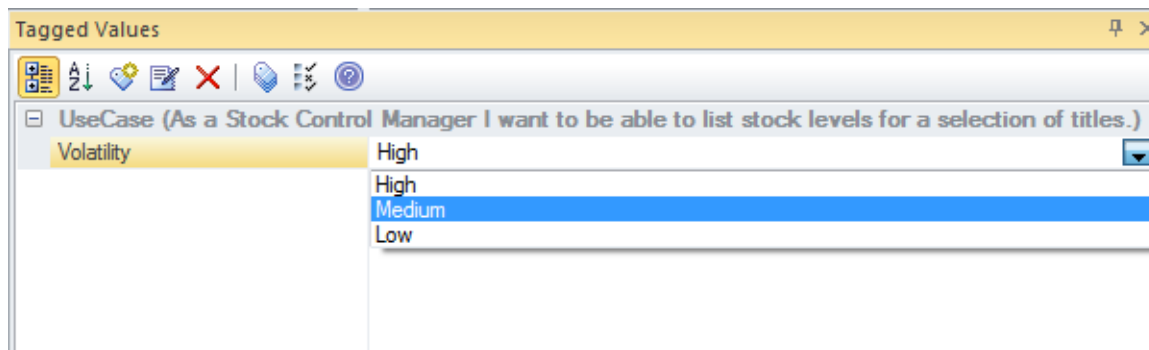 Tagged Values
UseCase (As a Stock Control Manager I want to be able to list stock levels for a selection of titles.)
Volatility High
High
Medium
Low